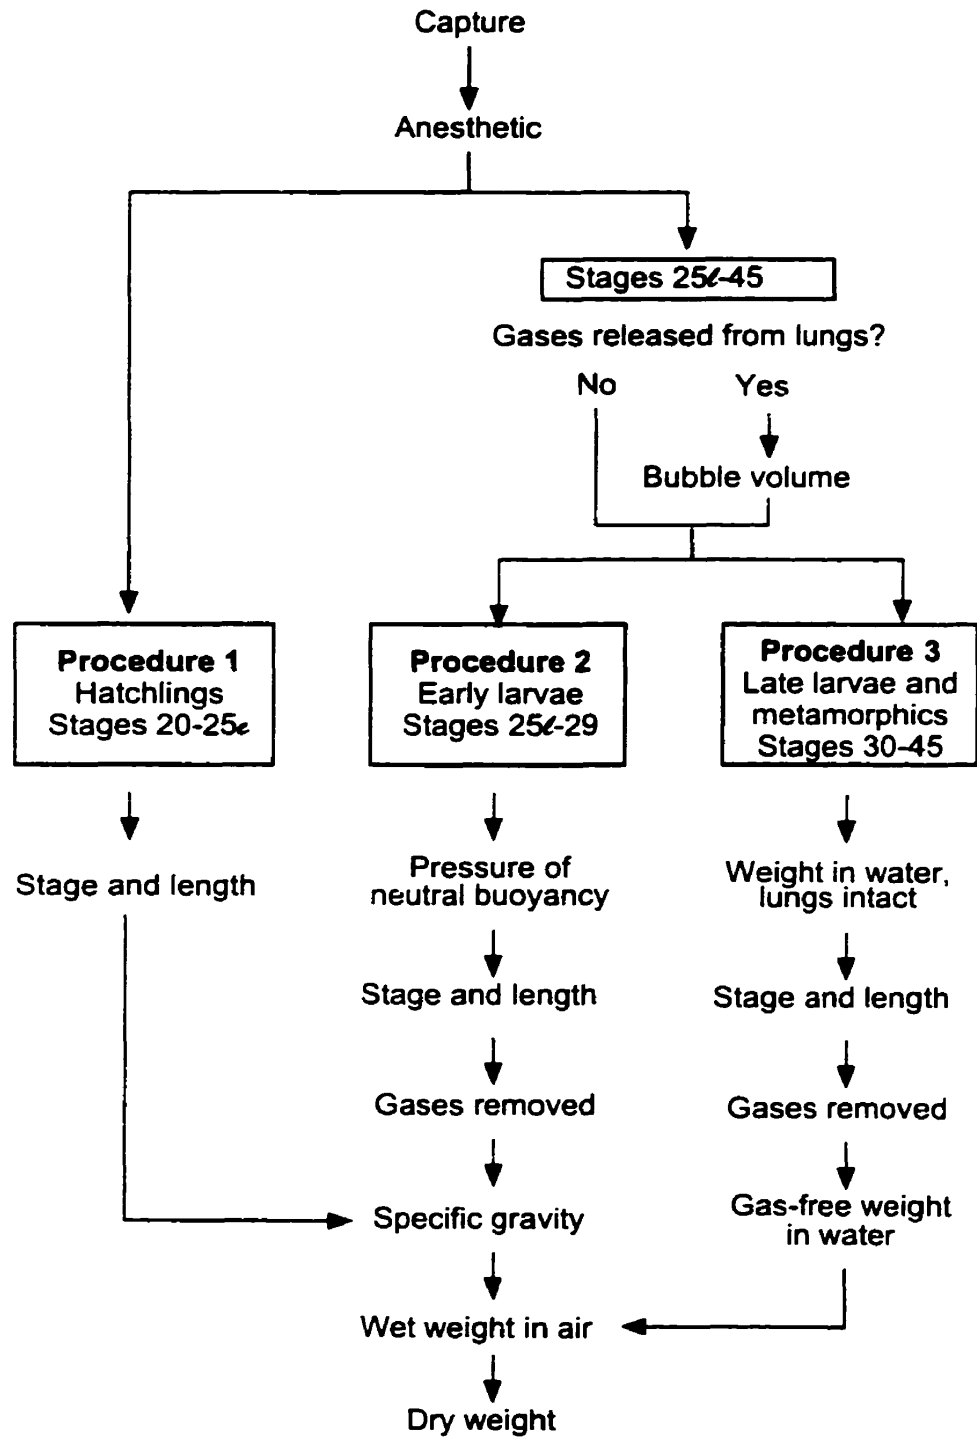 Capture
Anesthetic
Stages 25ℓ-45
Gases released from lungs?
No
Yes
Bubble volume
Procedure 1
Hatchlings
Stages 20-25e
Procedure 2
Early larvae
Stages 25ℓ-29
Procedure 3
Late larvae and
metamorphics
Stages 30-45
Stage and length
Pressure of
neutral buoyancy
Stage and length
Gases removed
Specific gravity
Weight in water,
lungs intact
Stage and length
Gases removed
Gas-free weight
in water
Wet weight in air
Dry weight